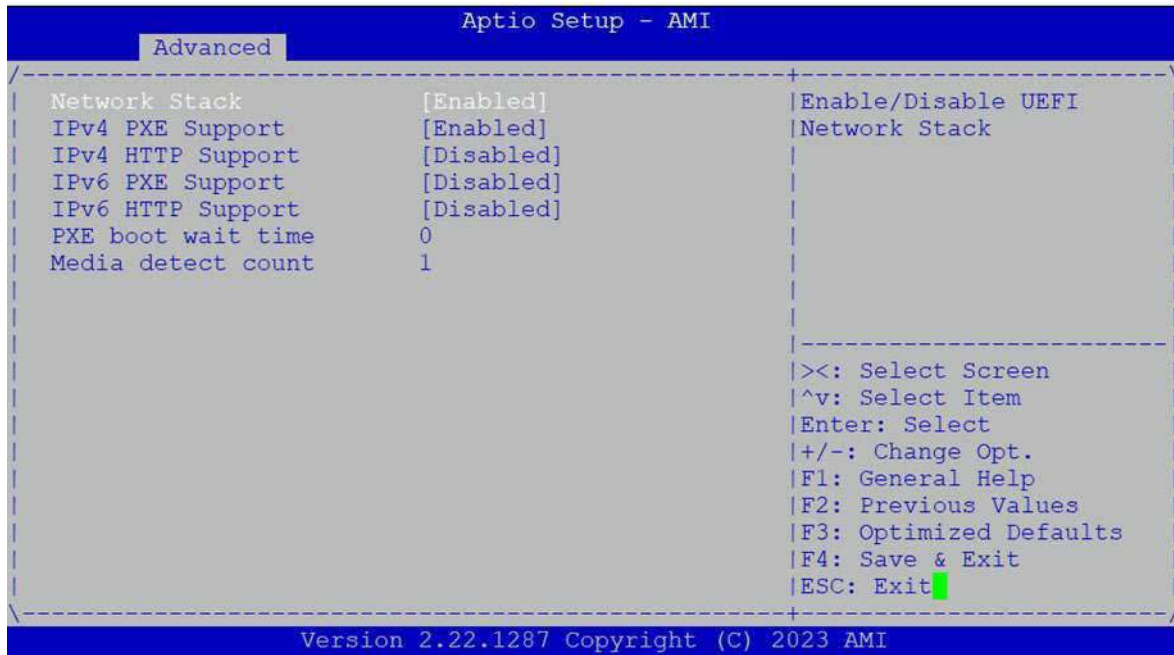 Aptio Setup - AMI
Advanced
Network Stack [Enabled]
IPv4 PXE Support [Enabled]
IPv4 HTTP Support [Disabled]
IPv6 PXE Support [Disabled]
IPv6 HTTP Support [Disabled]
PXE boot wait time 0
Media detect count 1
Enable/Disable UEFI
Network Stack
><: Select Screen
^v: Select Item
Enter: Select
+/-: Change Opt.
F1: General Help
F2: Previous Values
F3: Optimized Defaults
F4: Save & Exit
ESC: Exit
Version 2.22.1287 Copyright (C) 2023 AMI